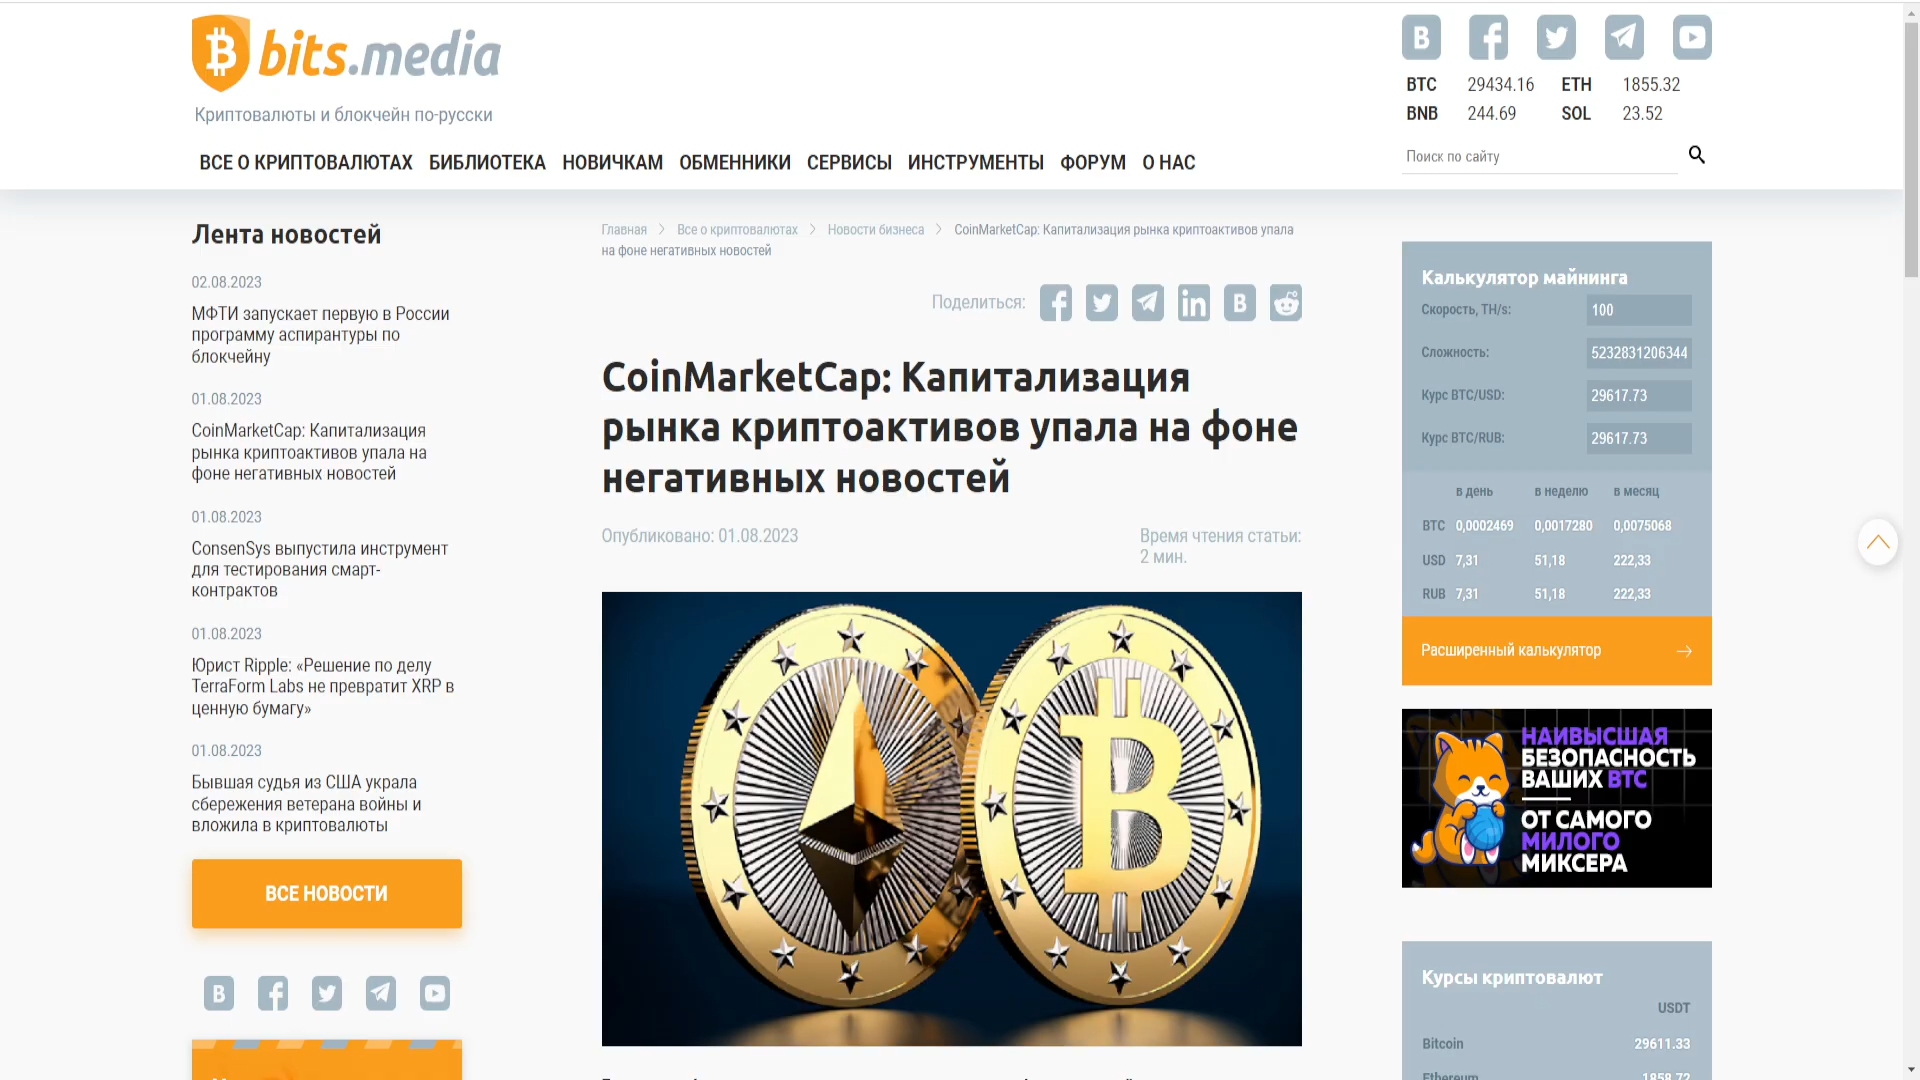 bits.media
Криптовалюты и блокчейн по-русски
BTC 29434.16 ETH 1855.32
BNB 244.69 SOL 23.52
Поиск по сайту
ВСЕ О КРИПТОВАЛЮТАХ БИБЛИОТЕКА НОВИЧКАМ ОБМЕННИКИ СЕРВИСЫ ИНСТРУМЕНТЫ ФОРУМ О НАС
Лента новостей
02.08.2023
МФТИ запускает первую в России
программу аспирантуры по
блокчейну
01.08.2023
CoinMarketCap: Капитализация
рынка криптоактивов упала на
фоне негативных новостей
01.08.2023
ConsenSys выпустила инструмент
для тестирования смарт-
контрактов
01.08.2023
Юрист Ripple: «Решение по делу
TerraForm Labs не превратит XRP в
ценную бумагу»
01.08.2023
Бывшая судья из США украла
сбережения ветерана войны и
вложила в криптовалюты
ВСЕ НОВОСТИ
Главная > Все о криптовалютах > Новости бизнеса > CoinMarketCap: Капитализация рынка криптоактивов упала
на фоне негативных новостей
Поделиться:
CoinMarketCap: Капитализация
рынка криптоактивов упала на фоне
негативных новостей
Опубликовано: 01.08.2023
Время чтения статьи:
2 мин.
Калькулятор майнинга
Скорость, TH/s: 100
Сложность: 5232831206344
Курс BTC/USD: 29617.73
Курс BTC/RUB: 29617.73
в день в неделю в месяц
BTC 0,0002469 0,0017280 0,0075068
USD 7,31 51,18 222,33
RUB 7,31 51,18 222,33
Расширенный калькулятор
НАИВЫСШАЯ
БЕЗОПАСНОСТЬ
ВАШИХ BTC
ОТ САМОГО
МИЛОГО
МИКСЕРА
Курсы криптовалют
USDT
Bitcoin 29611.33
Ethereum 1858.72